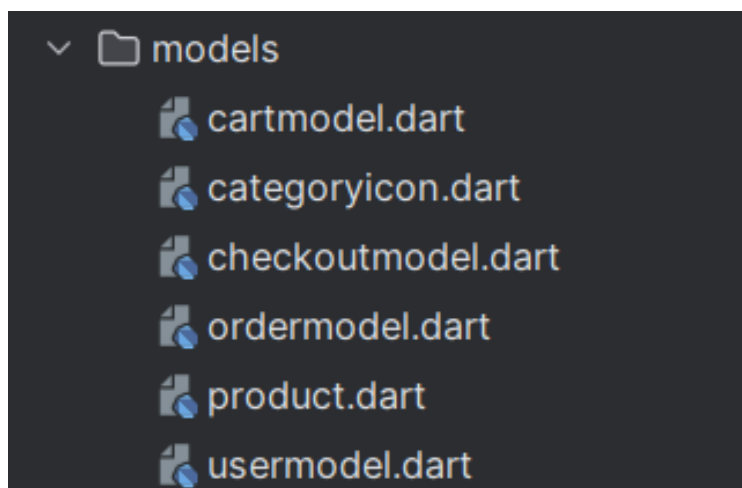 models
cartmodel.dart
categoryicon.dart
checkoutmodel.dart
ordermodel.dart
product.dart
usermodel.dart